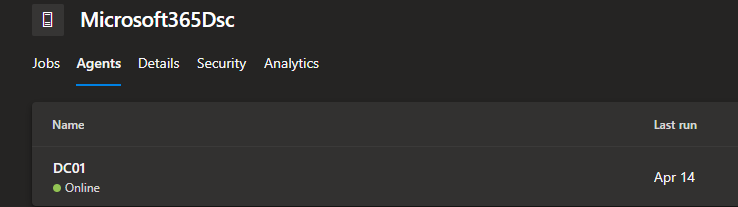 Microsoft365Dsc
Jobs Agents Details Security Analytics
Name Last run
DC01
Online
Apr 14